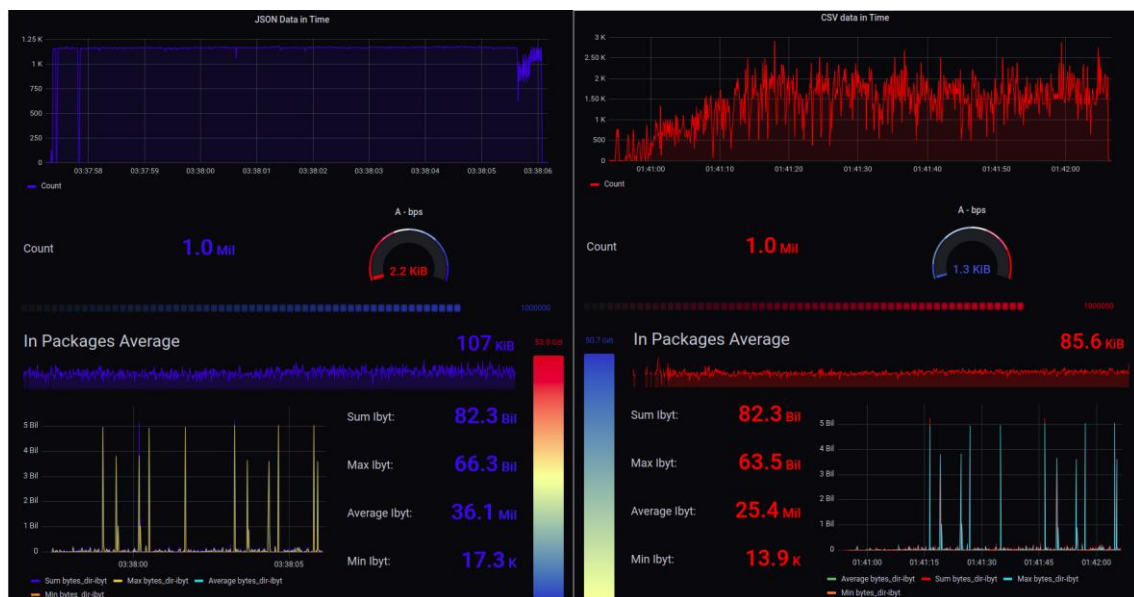 JSON Data in Time
1.25 K
1 K
750
500
250
0
03:37:58 03:37:59 03:38:00 03:38:01 03:38:02 03:38:03 03:38:04 03:38:05 03:38:06
Count
A - bps
Count
1.0 Mil
2.2 KiB
1000000
In Packages Average
107 KiB
53.9 GiB
5 Bil
4 Bil
3 Bil
2 Bil
1 Bil
0
03:38:00 03:38:05
Sum bytes_dir-ibyt Max bytes_dir-ibyt Average bytes_dir-ibyt
Min bytes_dir-ibyt
Sum Ibyt: 82.3 Bil
Max Ibyt: 66.3 Bil
Average Ibyt: 36.1 Mil
Min Ibyt: 17.3 K
CSV data in Time
3 K
2.50 K
2 K
1.50 K
1 K
500
0
01:41:00 01:41:10 01:41:20 01:41:30 01:41:40 01:41:50 01:42:00
Count
A - bps
Count
1.0 Mil
1.3 KiB
1000000
In Packages Average
85.6 KiB
50.7 GiB
Sum Ibyt: 82.3 Bil
Max Ibyt: 63.5 Bil
Average Ibyt: 25.4 Mil
Min Ibyt: 13.9 K
5 Bil
4 Bil
3 Bil
2 Bil
1 Bil
0
01:41:00 01:41:15 01:41:30 01:41:45 01:42:00
Average bytes_dir-ibyt Sum bytes_dir-ibyt Max bytes_dir-ibyt
Min bytes_dir-ibyt